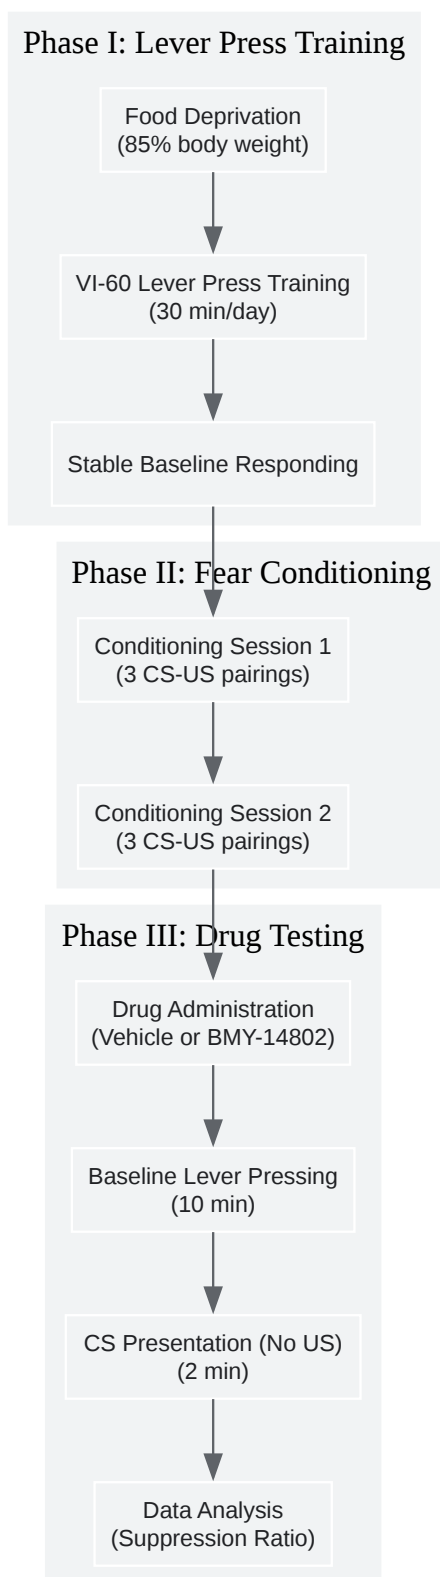 Phase I: Lever Press Training
Food Deprivation
(85% body weight)
VI-60 Lever Press Training
(30 min/day)
Stable Baseline Responding
Phase II: Fear Conditioning
Conditioning Session 1
(3 CS-US pairings)
Conditioning Session 2
(3 CS-US pairings)
Phase III: Drug Testing
Drug Administration
(Vehicle or BMY-14802)
Baseline Lever Pressing
(10 min)
CS Presentation (No US)
(2 min)
Data Analysis
(Suppression Ratio)